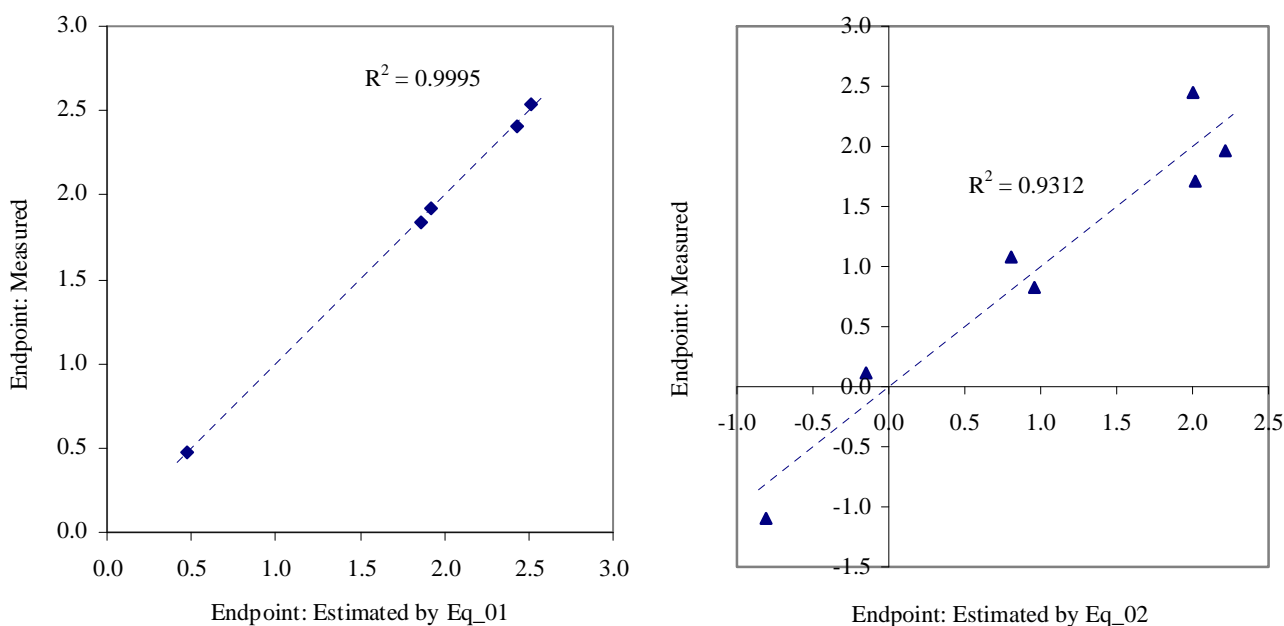 3.0
R² = 0.9995
2.5
2.0
1.5
1.0
0.5
0.0
0.0 0.5 1.0 1.5 2.0 2.5 3.0
Endpoint: Measured
Endpoint: Estimated by Eq_01
3.0
2.5
2.0
R² = 0.9312
1.5
1.0
0.5
0.0
-1.0 -0.5 0.0 0.5 1.0 1.5 2.0 2.5
-0.5
-1.0
-1.5
Endpoint: Measured
Endpoint: Estimated by Eq_02